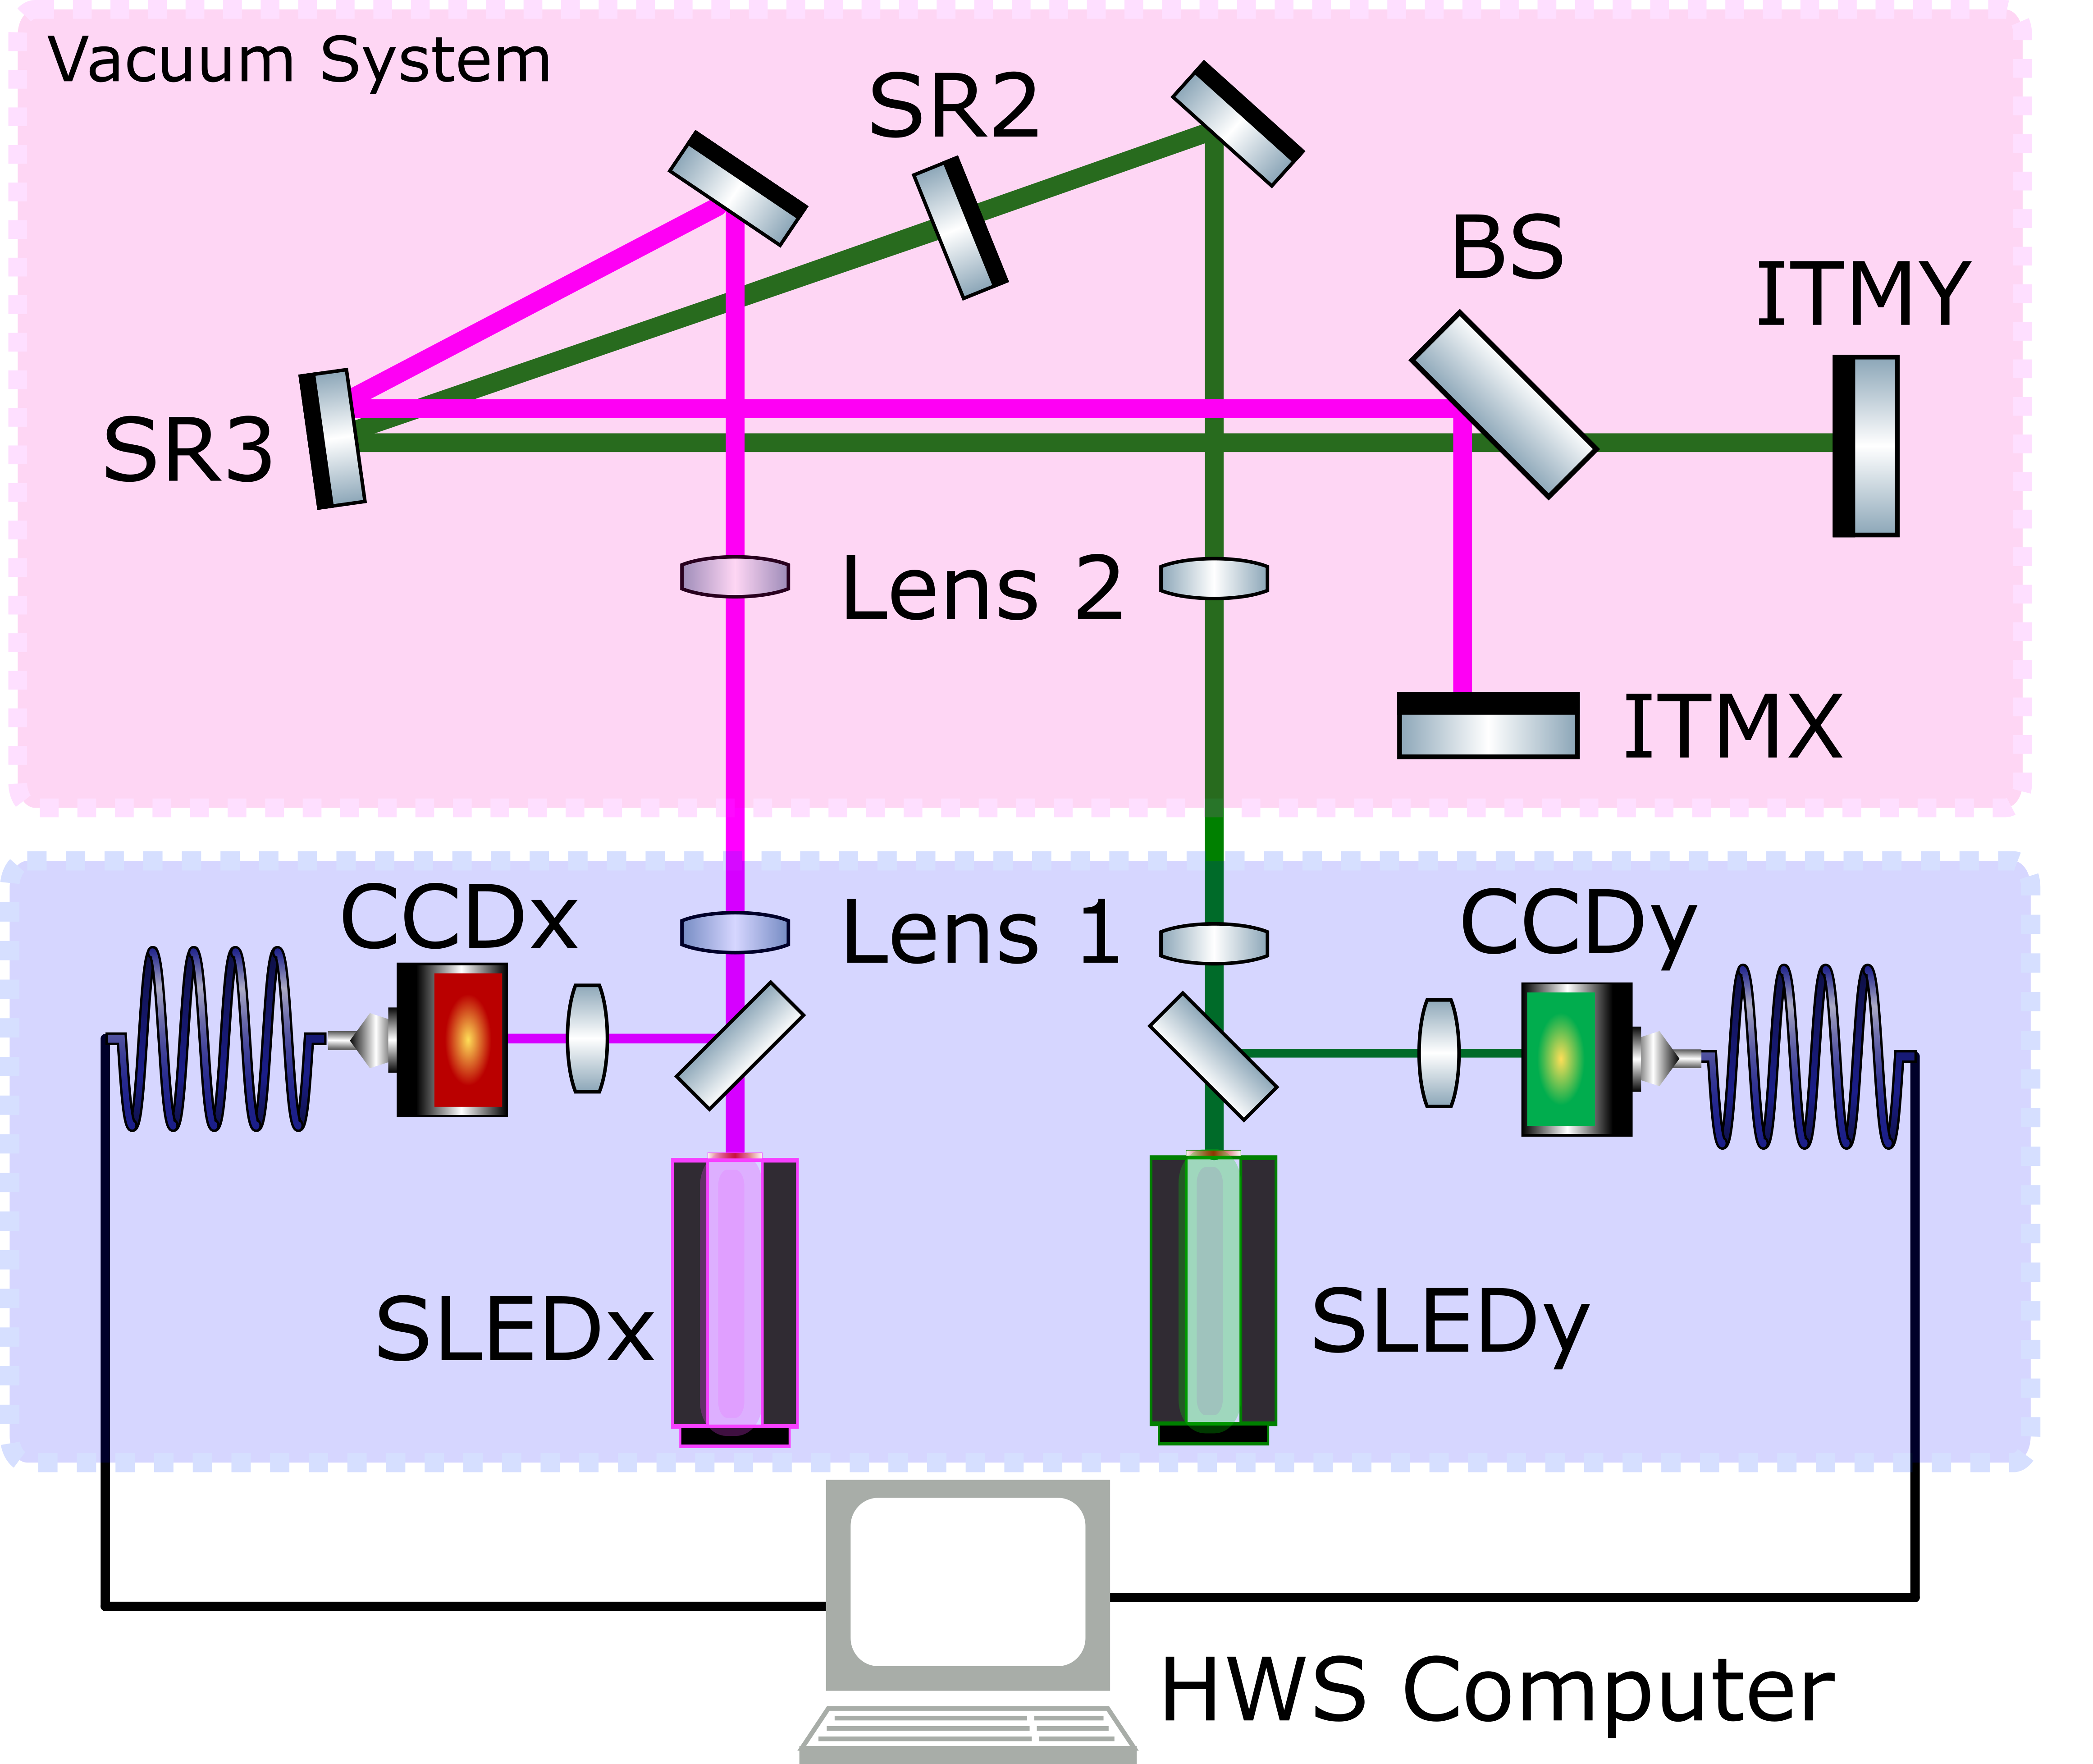 Vacuum System
SR2
BS
ITMY
SR3
Lens 2
ITMX
CCDx
Lens 1
CCDy
SLEDx
SLEDy
HWS Computer